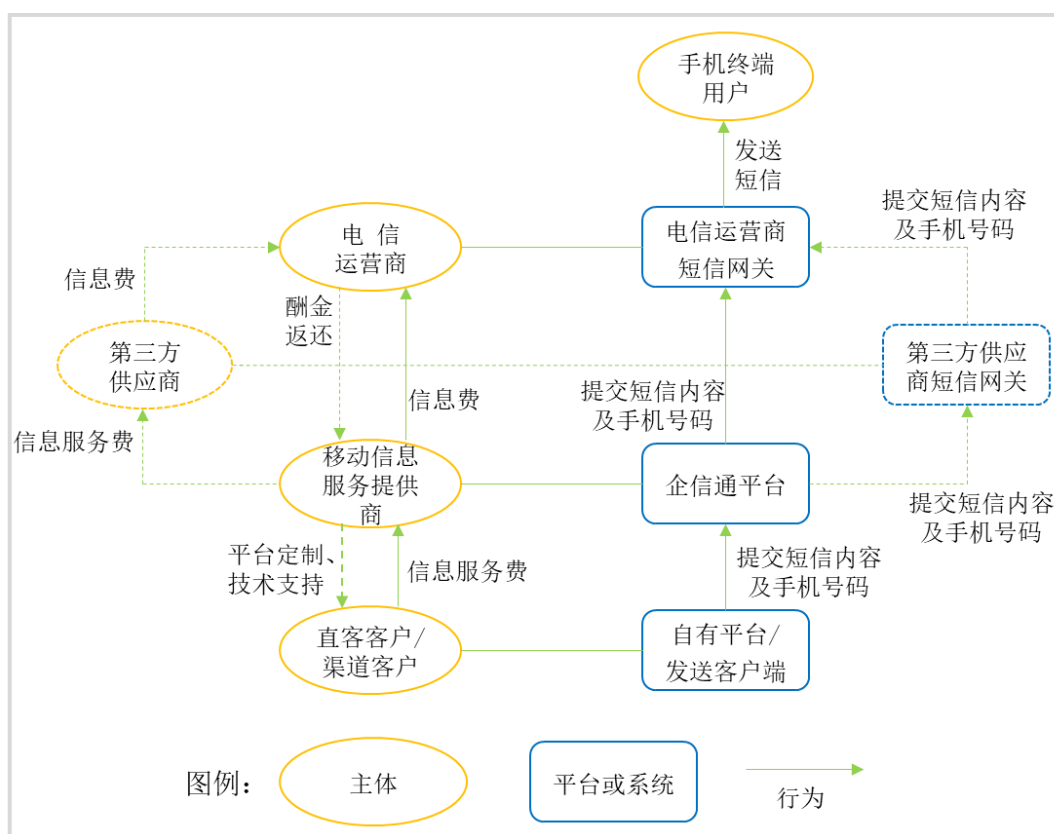 手机终端
用户
发送
短信
提交短信内容
及手机号码
电 信
运营商
电信运营商
短信网关
信息费
酬金
返还
第三方
供应商
第三方供应
商短信网关
信息费
提交短信内容
及手机号码
信息服务费
移动信息
服务提供
商
企信通平台
提交短信内容
及手机号码
平台定制、
技术支持
信息服务费
提交短信内容
及手机号码
直客客户/
渠道客户
自有平台/
发送客户端
图例：
主体
平台或系统
行为